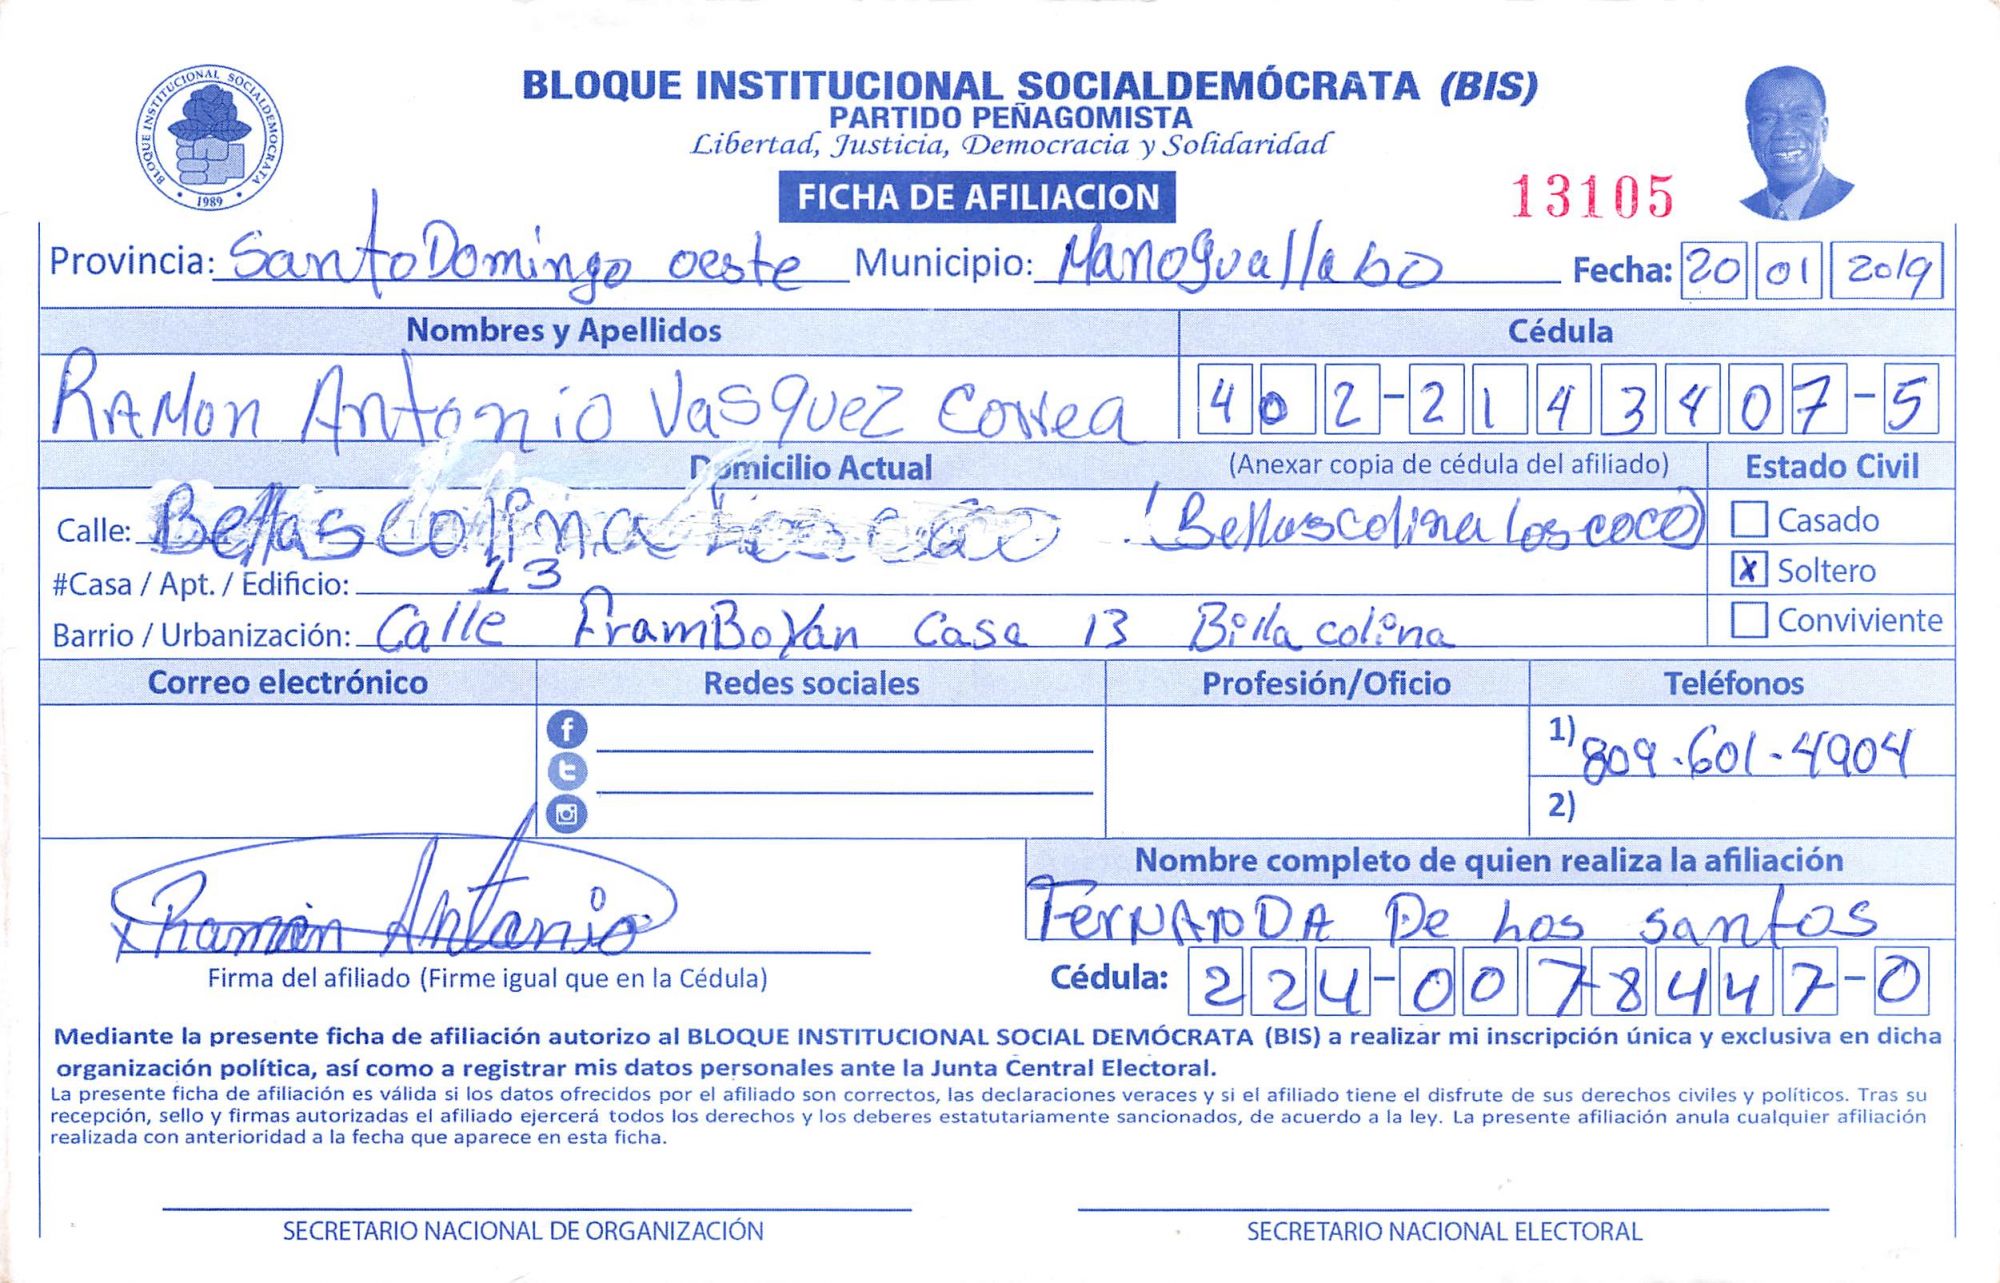 BLOQUE INSTITUCIONAL SOCIALDEMOCRATA
1989
BLOQUE INSTITUCIONAL SOCIALDEMÓCRATA (BIS)
PARTIDO PEÑAGOMISTA
Libertad, Justicia, Democracia y Solidaridad
FICHA DE AFILIACION
13105
Provincia: Santo Domingo oeste Municipio: Manoguallabo Fecha: 20 01 2019
Nombres y Apellidos Cédula
RAMON Antonio Vasquez Correa 402-2143407-5
Domicilio Actual (Anexar copia de cédula del afiliado) Estado Civil
Calle: Bellas colina Los coco (Bellas colina Los coco) Casado
#Casa / Apt. / Edificio: 13 X Soltero
Barrio / Urbanización: Calle FramBoYan Casa 13 Billa colina Conviviente
Correo electrónico Redes sociales Profesión/Oficio Teléfonos
1) 809-601-4904
2)
Nombre completo de quien realiza la afiliación
x Ramón Antonio FerNANDA De Los santos
Firma del afiliado (Firme igual que en la Cédula) Cédula: 224-0078447-0
Mediante la presente ficha de afiliación autorizo al BLOQUE INSTITUCIONAL SOCIAL DEMÓCRATA (BIS) a realizar mi inscripción única y exclusiva en dicha
organización política, así como a registrar mis datos personales ante la Junta Central Electoral.
La presente ficha de afiliación es válida si los datos ofrecidos por el afiliado son correctos, las declaraciones veraces y si el afiliado tiene el disfrute de sus derechos civiles y políticos. Tras su
recepción, sello y firmas autorizadas el afiliado ejercerá todos los derechos y los deberes estatutariamente sancionados, de acuerdo a la ley. La presente afiliación anula cualquier afiliación
realizada con anterioridad a la fecha que aparece en esta ficha.
SECRETARIO NACIONAL DE ORGANIZACIÓN SECRETARIO NACIONAL ELECTORAL